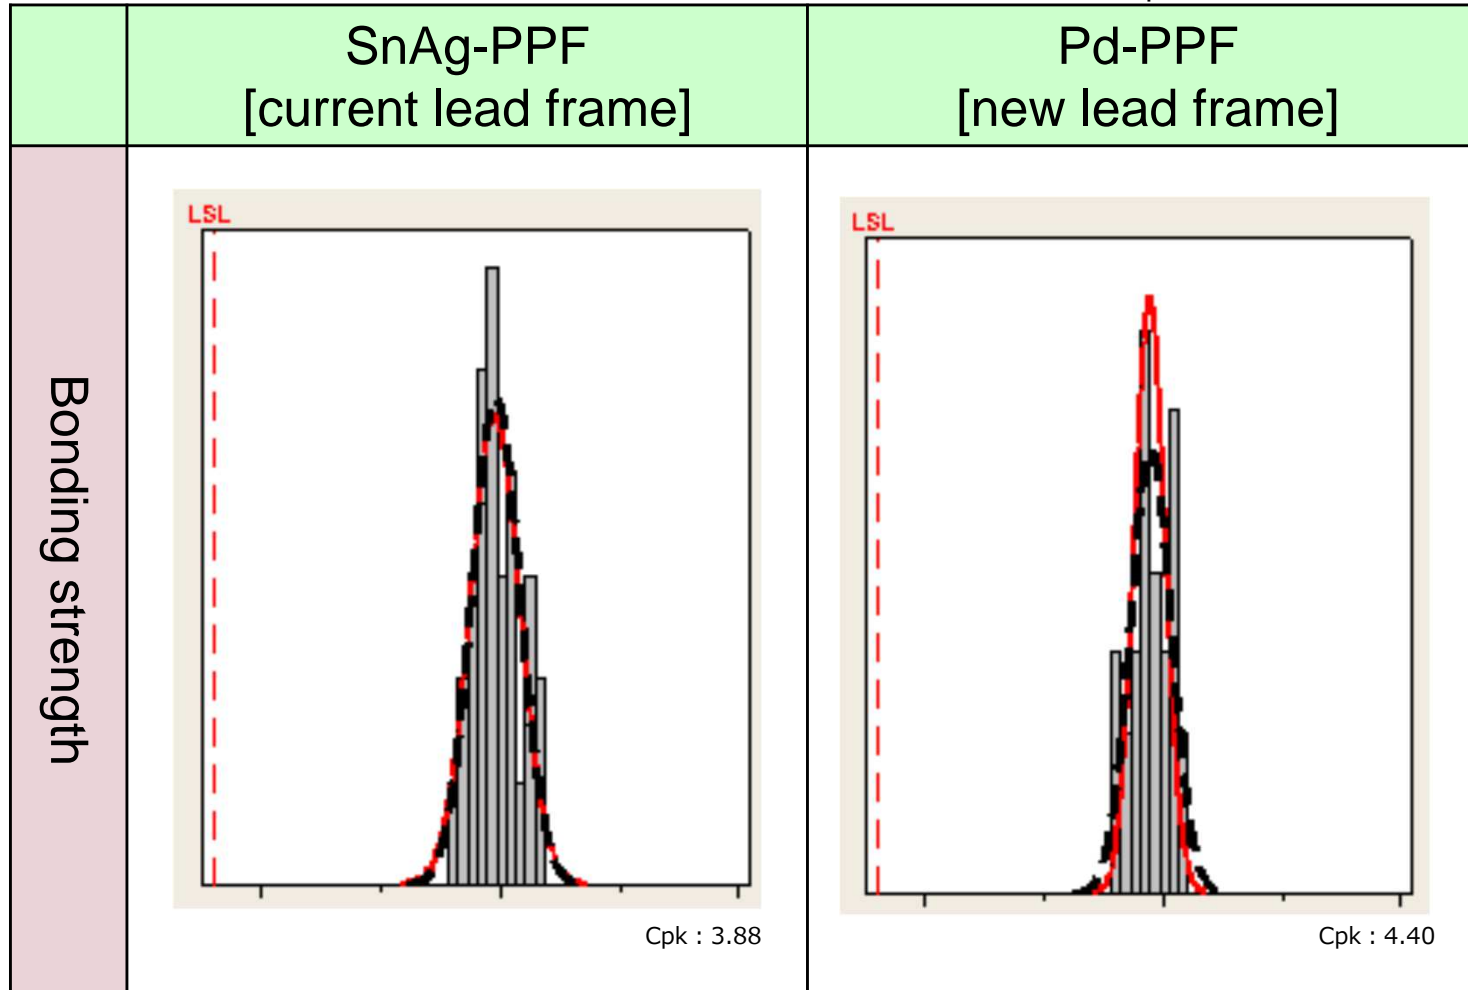 SnAg-PPF
[current lead frame]
Pd-PPF
[new lead frame]
Bonding strength
LSL
Cpk : 3.88
LSL
Cpk : 4.40